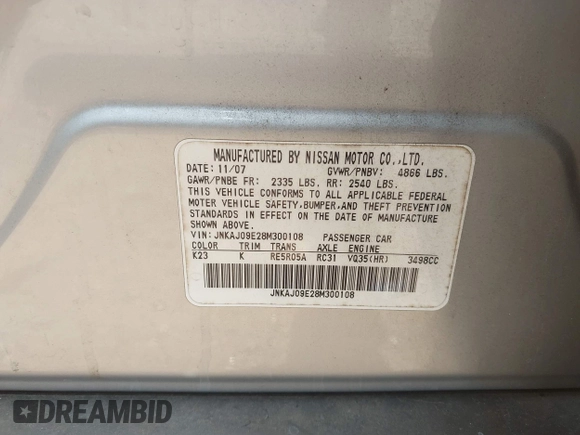 MANUFACTURED BY NISSAN MOTOR CO.,LTD.
DATE: 11/07 GVWR/PNBV: 4866 LBS.
GAWR/PNBE FR: 2335 LBS. RR: 2540 LBS.
THIS VEHICLE CONFORMS TO ALL APPLICABLE FEDERAL
MOTOR VEHICLE SAFETY,BUMPER,AND THEFT PREVENTION
STANDARDS IN EFFECT ON THE DATE OF MANUFACTURE
SHOWN ABOVE.
VIN: JNKAJ09E28M300108 PASSENGER CAR
COLOR TRIM TRANS AXLE ENGINE
K23 K RE5R05A RC31 VQ35(HR) 3498CC
JNKAJ09E28M300108
DREAMBID